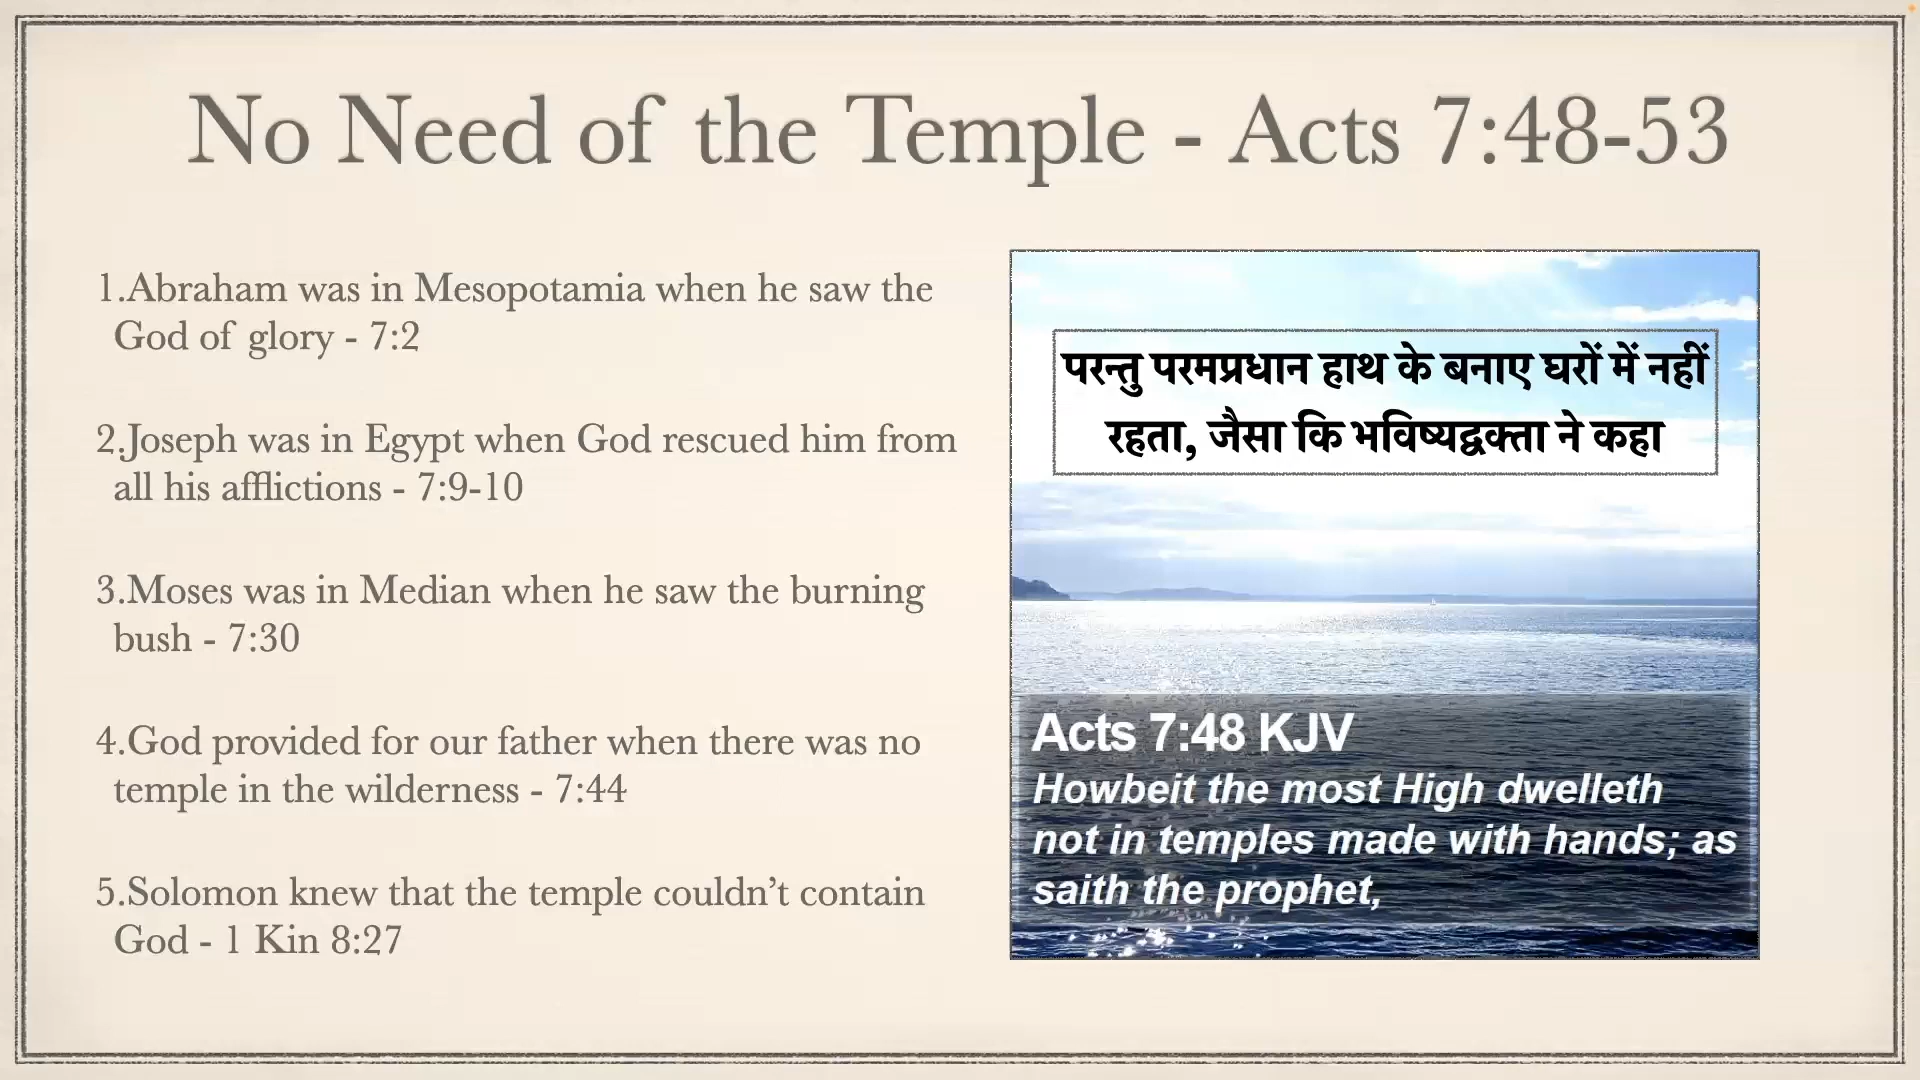 No Need of the Temple - Acts 7:48-53
1.Abraham was in Mesopotamia when he saw the
God of glory - 7:2
2.Joseph was in Egypt when God rescued him from
all his afflictions - 7:9-10
3.Moses was in Median when he saw the burning
bush - 7:30
4.God provided for our father when there was no
temple in the wilderness - 7:44
5.Solomon knew that the temple couldn’t contain
God - 1 Kin 8:27
परन्तु परमप्रधान हाथ के बनाए घरों में नहीं
रहता, जैसा कि भविष्यद्वक्ता ने कहा
Acts 7:48 KJV
Howbeit the most High dwelleth
not in temples made with hands; as
saith the prophet,